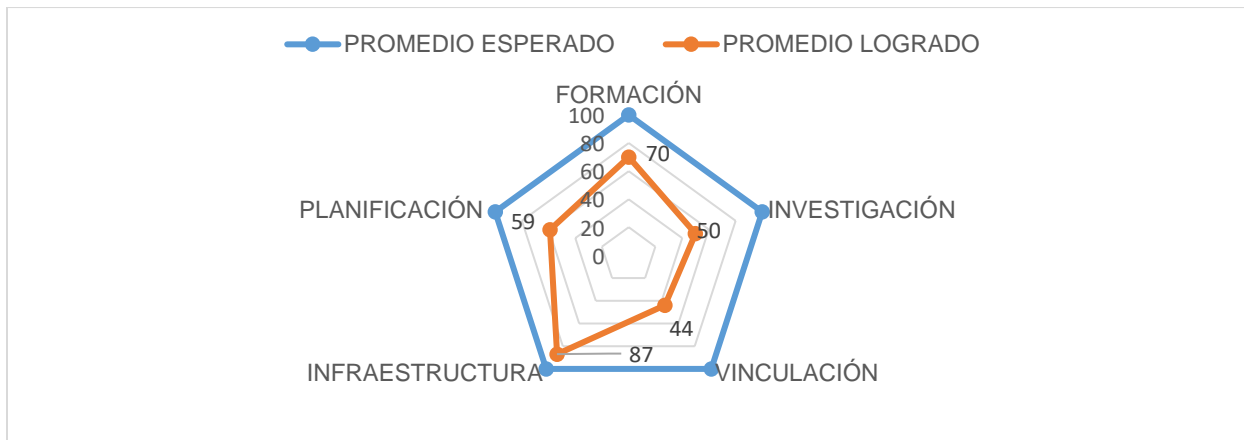 PROMEDIO ESPERADO PROMEDIO LOGRADO
FORMACIÓN
100
80
70
60
40
20
0
INVESTIGACIÓN
50
PLANIFICACIÓN
59
44
87
INFRAESTRUCTURA
VINCULACIÓN